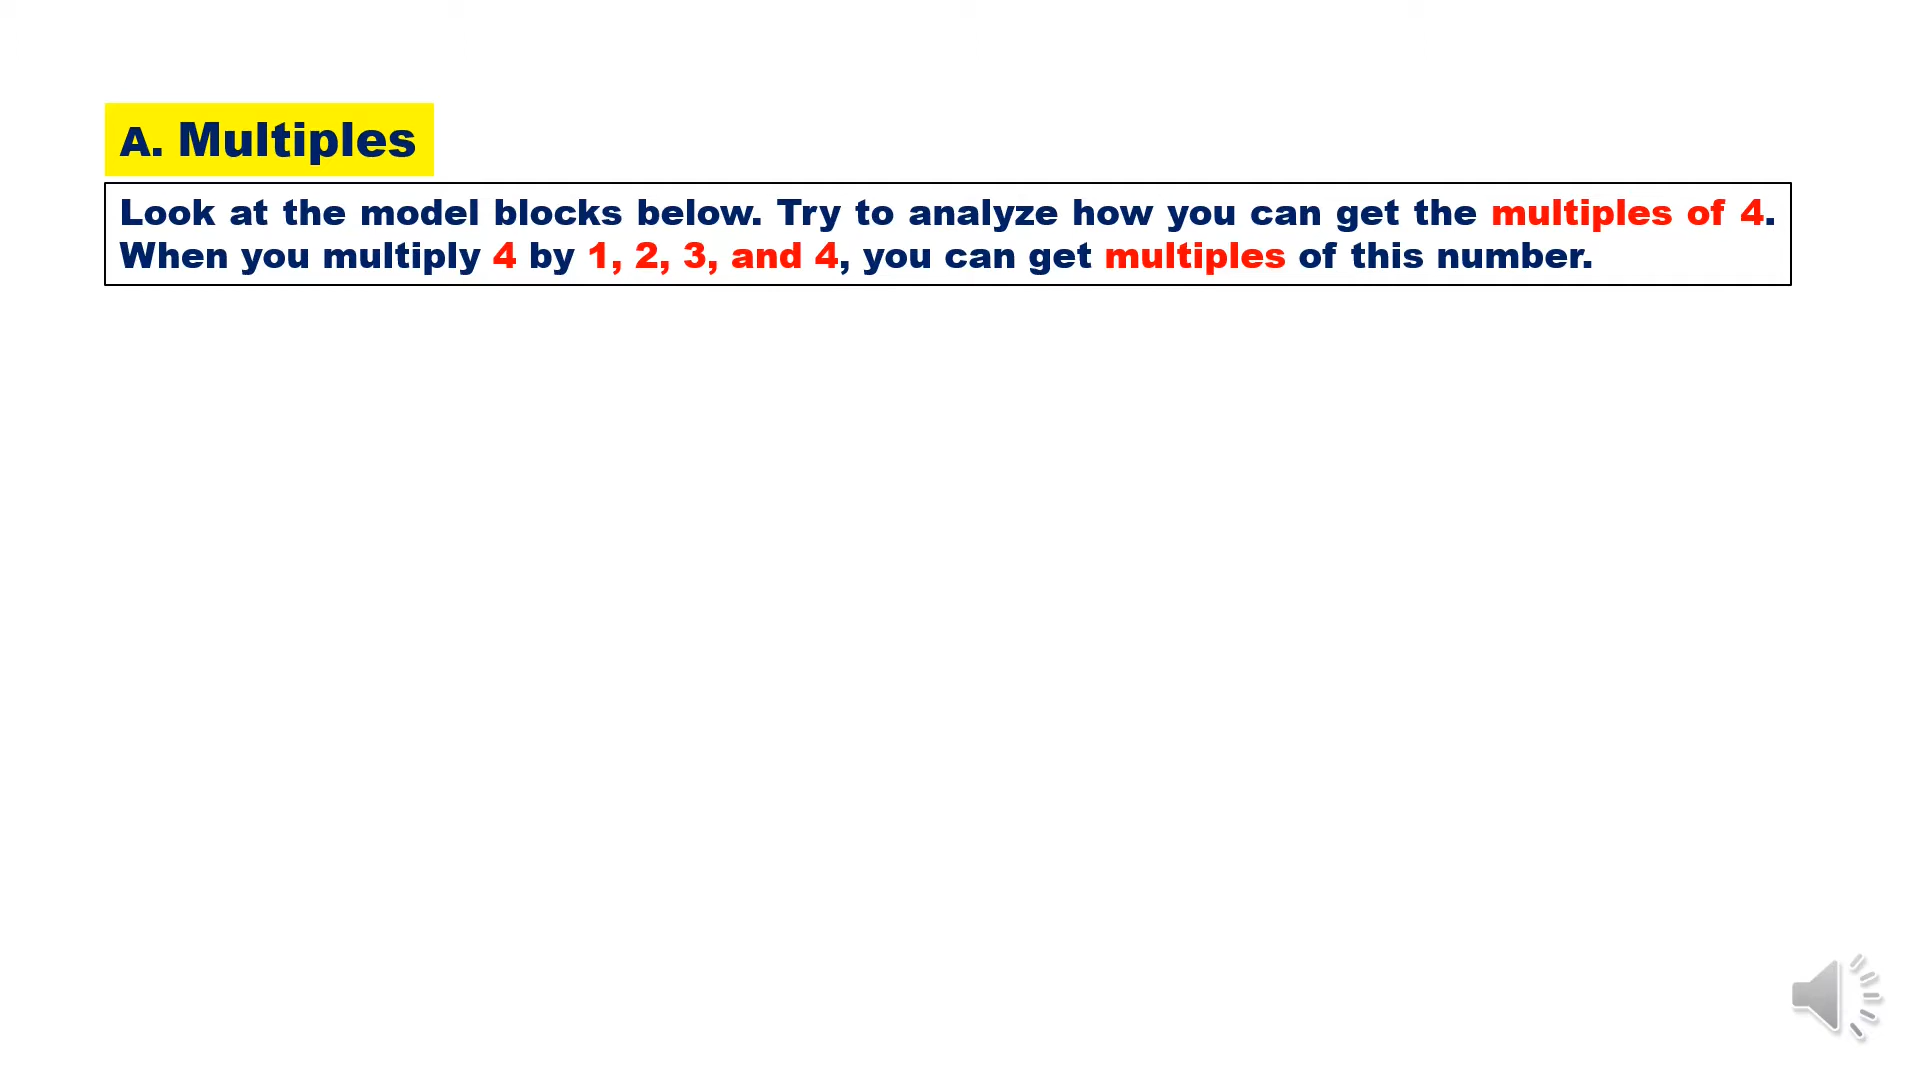 A. Multiples
Look at the model blocks below. Try to analyze how you can get the multiples of 4.
When you multiply 4 by 1, 2, 3, and 4, you can get multiples of this number.